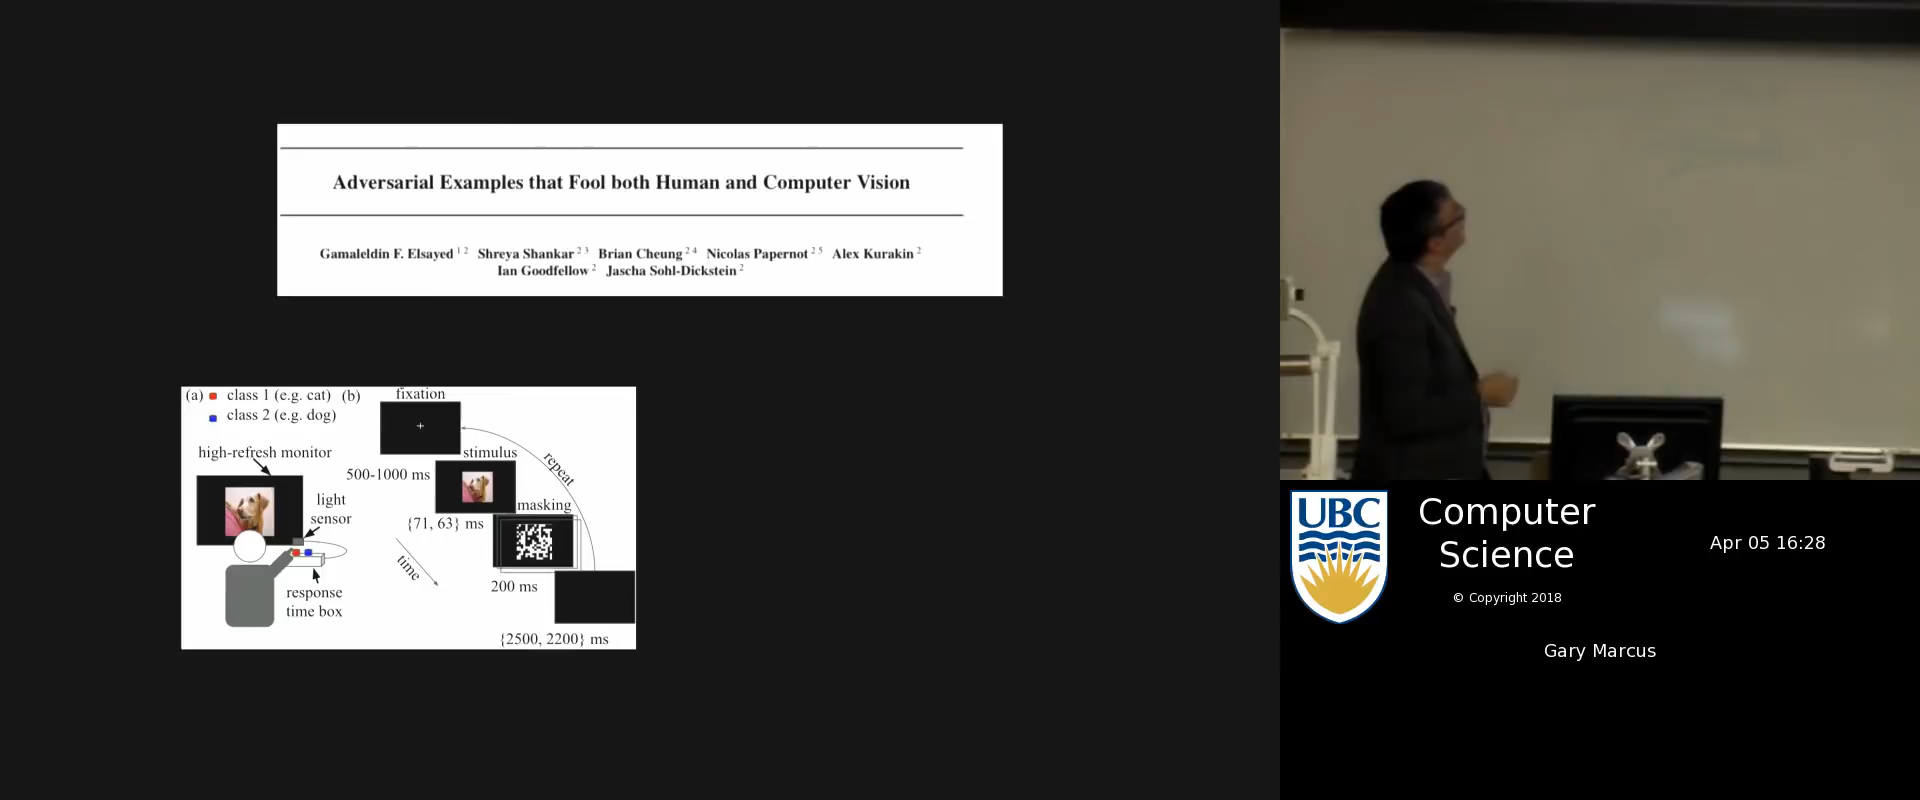 Adversarial Examples that Fool both Human and Computer Vision
Gamaleldin F. Elsayed 1 2 Shreya Shankar 2 3 Brian Cheung 2 4 Nicolas Papernot 2 5 Alex Kurakin 2
Ian Goodfellow 2 Jascha Sohl-Dickstein 2
(a) class 1 (e.g. cat) (b)
class 2 (e.g. dog)
high-refresh monitor
light
sensor
response
time box
fixation
500-1000 ms
stimulus
{71, 63} ms
masking
200 ms
{2500, 2200} ms
repeat
time
UBC
Computer
Science
Apr 05 16:28
© Copyright 2018
Gary Marcus